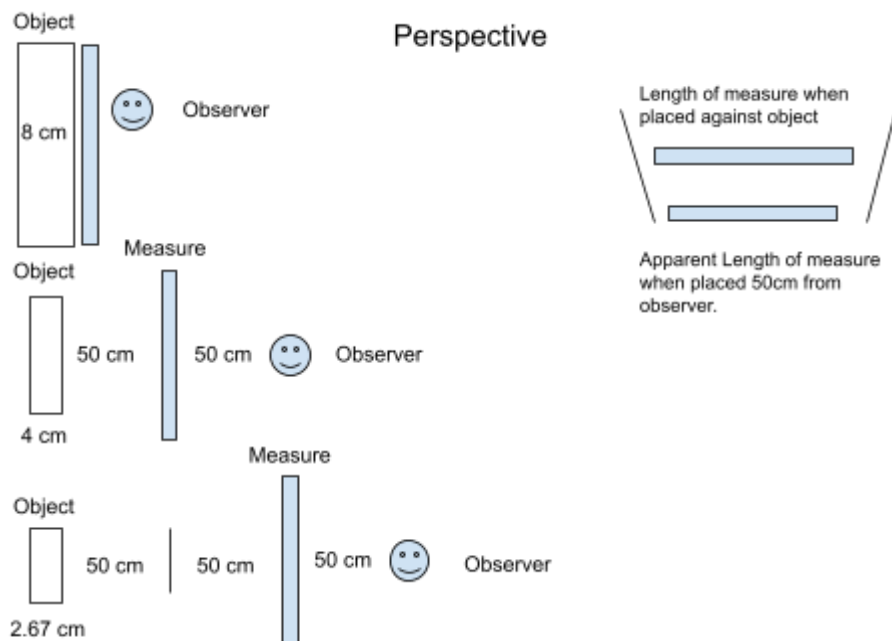 Perspective
Object
8 cm
Observer
Length of measure when
placed against object
Apparent Length of measure
when placed 50cm from
observer.
Measure
Object
50 cm
50 cm
Observer
4 cm
Measure
Object
50 cm
50 cm
50 cm
Observer
2.67 cm